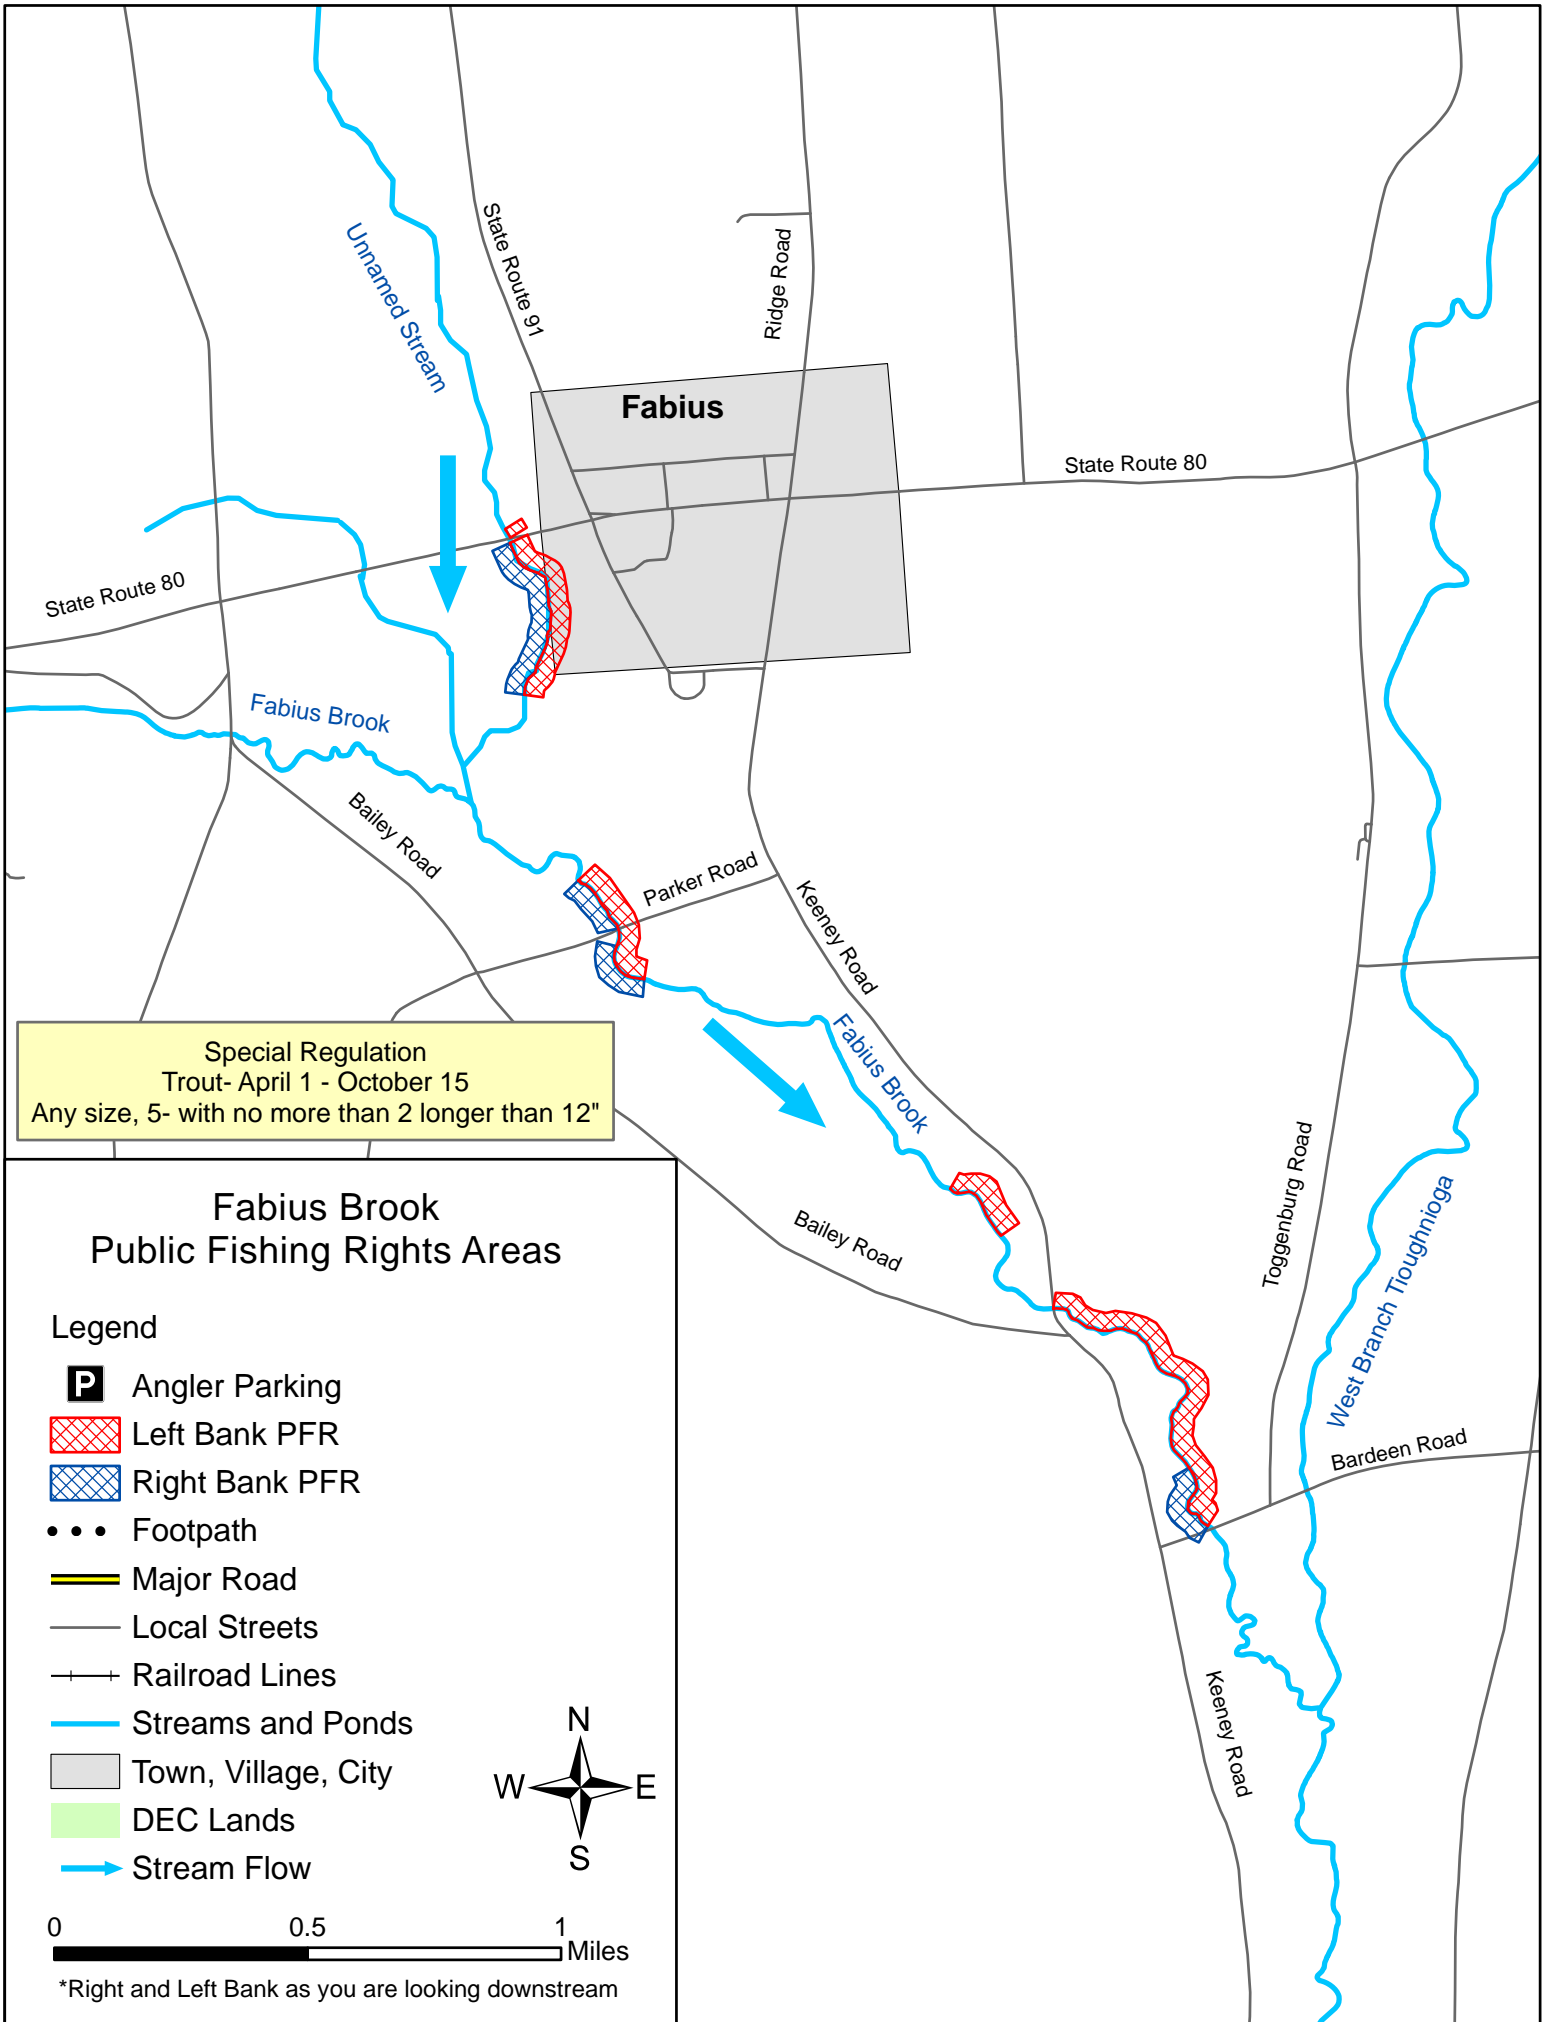 Unnamed Stream
State Route 91
Ridge Road
Fabius
State Route 80
State Route 80
Fabius Brook
Bailey Road
Parker Road
Keeney Road
Fabius Brook
Special Regulation
Trout- April 1 - October 15
Any size, 5- with no more than 2 longer than 12"
Bailey Road
Toggenburg Road
West Branch Tioughnioga
Bardeen Road
Keeney Road
Fabius Brook
Public Fishing Rights Areas
Legend
P Angler Parking
Left Bank PFR
Right Bank PFR
Footpath
Major Road
Local Streets
Railroad Lines
Streams and Ponds
Town, Village, City
DEC Lands
Stream Flow
N
W E
S
0 0.5 1
Miles
*Right and Left Bank as you are looking downstream